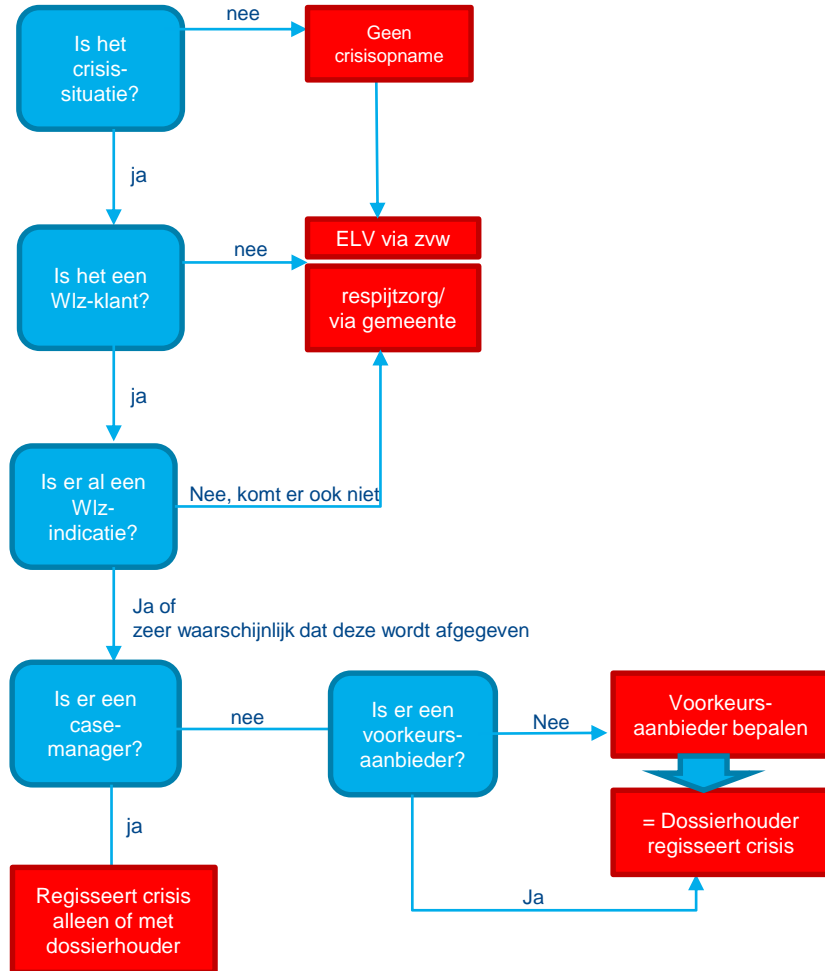 nee
Is het
crisis-
situatie?
Geen
crisisopname
ja
ELV via zvw
nee
Is het een
Wlz-klant?
respijtzorg/
via gemeente
ja
Is er al een
Wlz-
indicatie?
Nee, komt er ook niet
Ja of
zeer waarschijnlijk dat deze wordt afgegeven
Is er een
case-
manager?
nee
Is er een
voorkeurs-
aanbieder?
Nee
Voorkeurs-
aanbieder bepalen
= Dossierhouder
regisseert crisis
ja
Ja
Regisseert crisis
alleen of met
dossierhouder